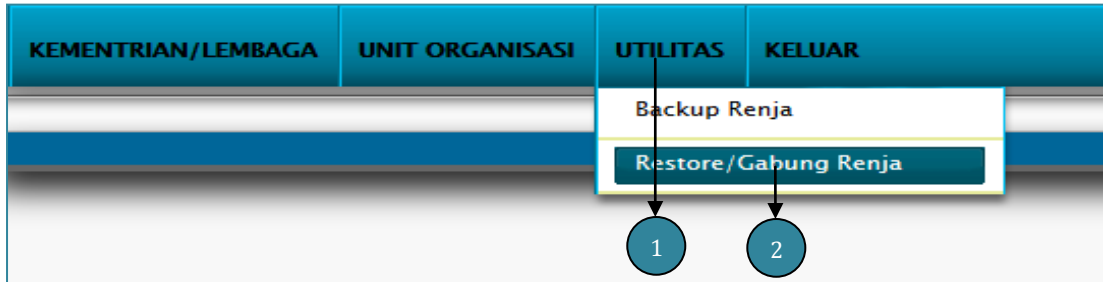 KEMENTRIAN/LEMBAGA UNIT ORGANISASI UTILITAS KELUAR
Backup Renja
Restore/Gabung Renja
1 2